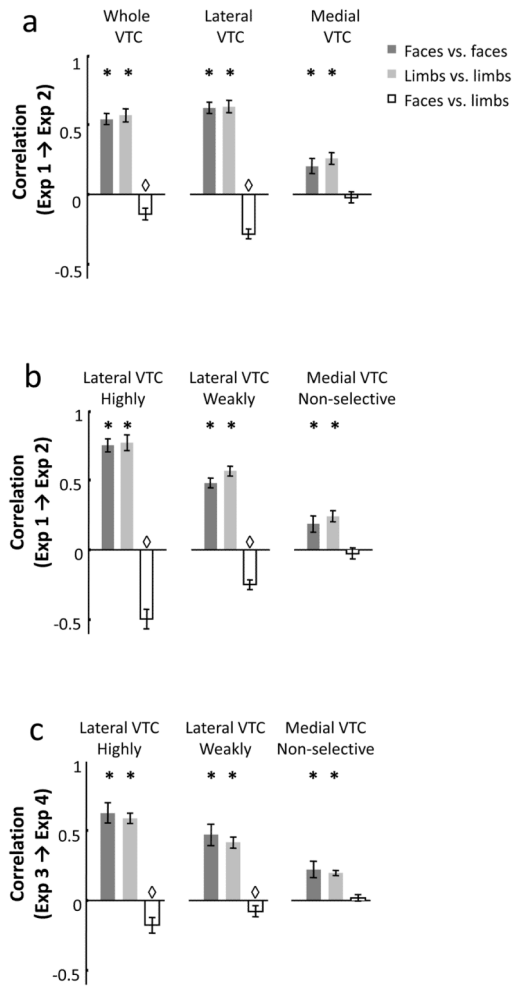 a
Whole
VTC
Lateral
VTC
Medial
VTC
Faces vs. faces
Limbs vs. limbs
Faces vs. limbs
Correlation
(Exp 1 → Exp 2)
1
0.5
0
-0.5
* *
◊
* *
◊
* *
b
Lateral VTC
Highly
Lateral VTC
Weakly
Medial VTC
Non-selective
Correlation
(Exp 1 → Exp 2)
1
0.5
0
-0.5
* *
◊
* *
◊
* *
c
Lateral VTC
Highly
Lateral VTC
Weakly
Medial VTC
Non-selective
Correlation
(Exp 3 → Exp 4)
1
0.5
0
-0.5
* *
◊
* *
◊
* *